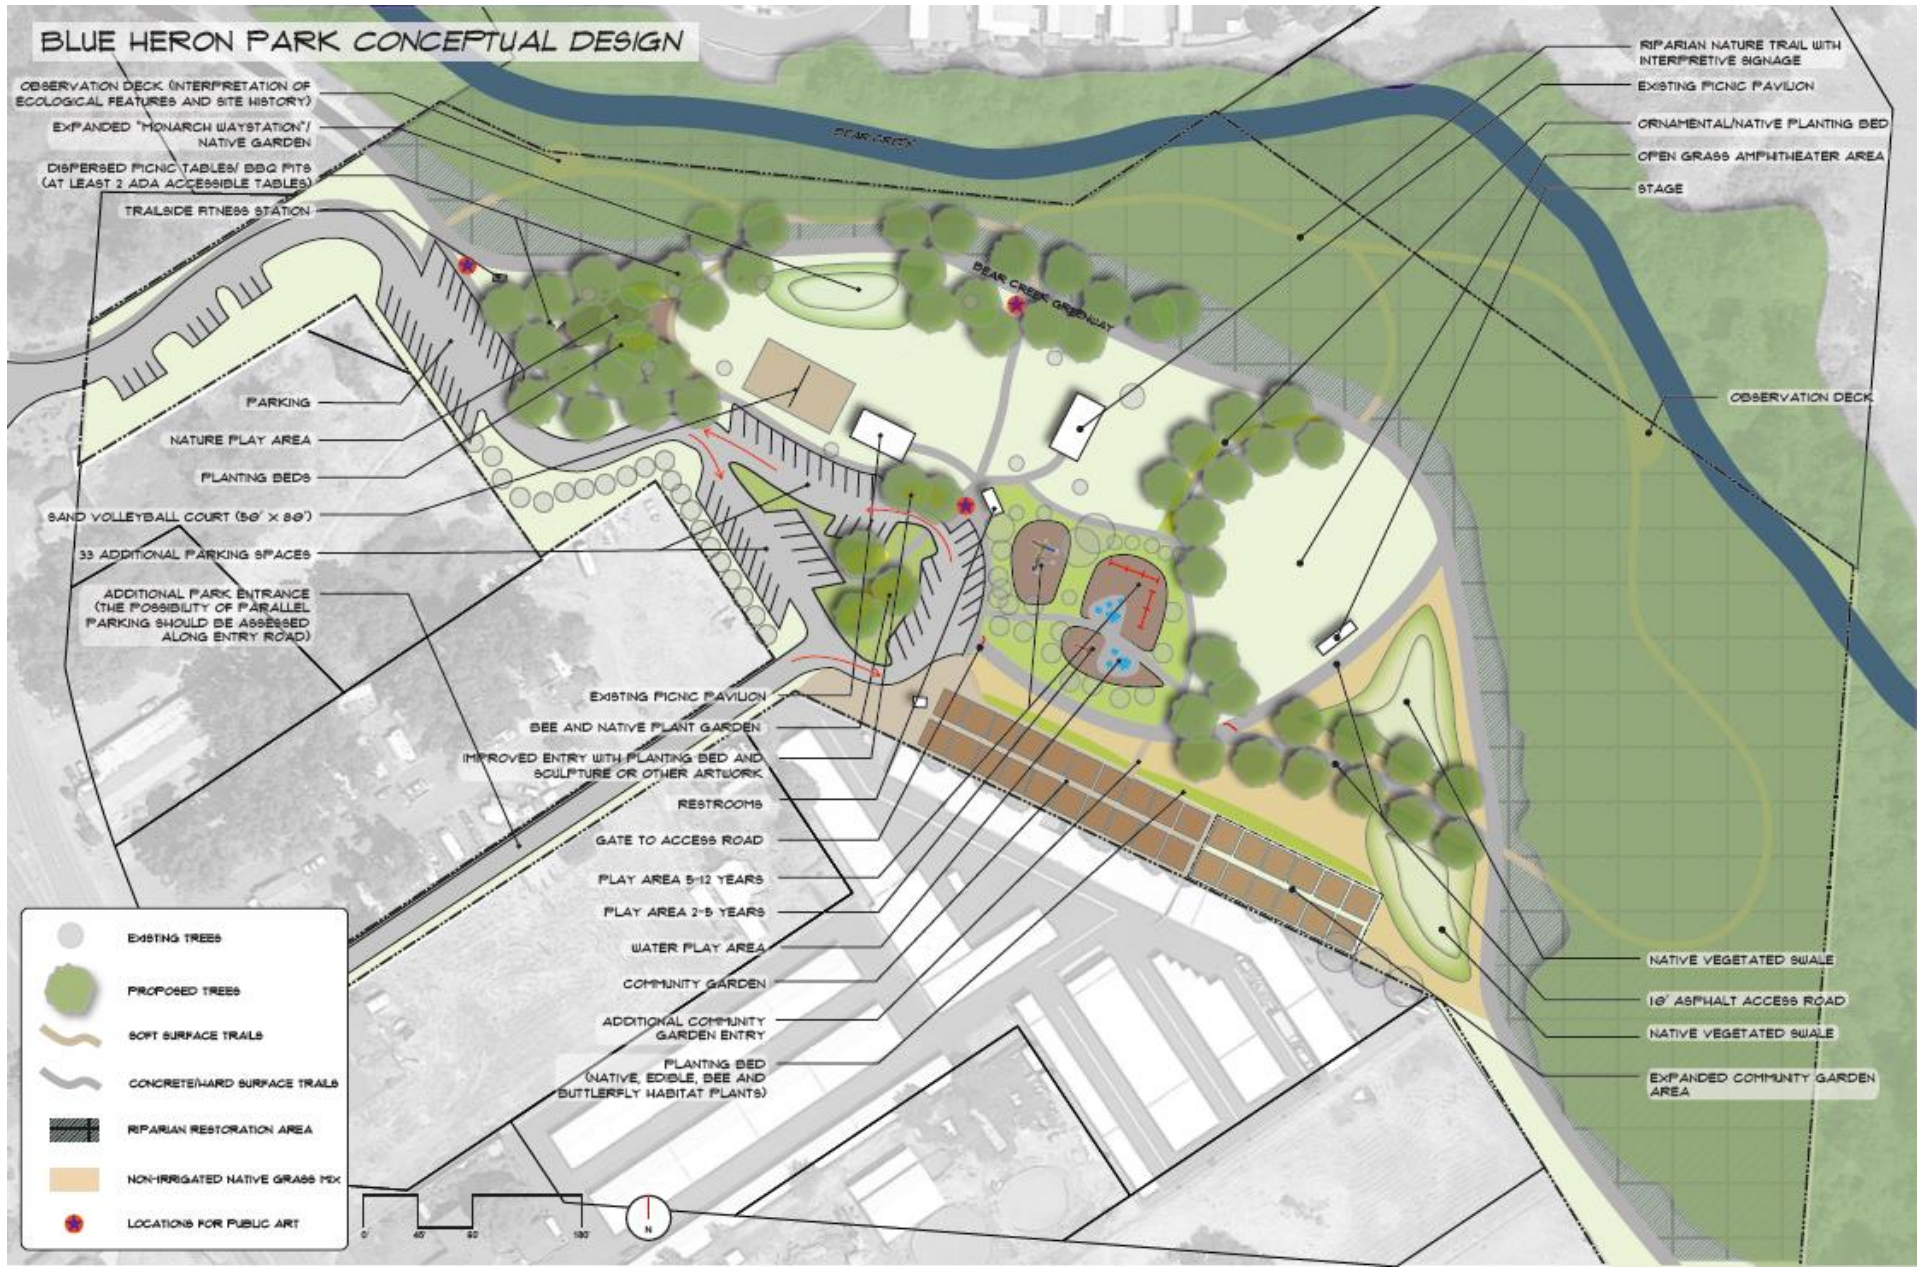 BLUE HERON PARK CONCEPTUAL DESIGN
OBSERVATION DECK (INTERPRETATION OF
ECOLOGICAL FEATURES AND SITE HISTORY)
EXPANDED "MONARCH WAYSTATION"/
NATIVE GARDEN
DISPERSED PICNIC TABLES/ BBQ PITS
(AT LEAST 2 ADA ACCESSIBLE TABLES)
TRAILSIDE FITNESS STATION
PARKING
NATURE PLAY AREA
PLANTING BEDS
SAND VOLLEYBALL COURT (50' X 80')
33 ADDITIONAL PARKING SPACES
ADDITIONAL PARK ENTRANCE
(THE POSSIBILITY OF PARALLEL
PARKING SHOULD BE ASSESSED
ALONG ENTRY ROAD)
BEAR CREEK
BEAR CREEK GREENWAY
RIPARIAN NATURE TRAIL WITH
INTERPRETIVE SIGNAGE
EXISTING PICNIC PAVILION
ORNAMENTAL/NATIVE PLANTING BED
OPEN GRASS AMPHITHEATER AREA
STAGE
OBSERVATION DECK
EXISTING PICNIC PAVILION
BEE AND NATIVE PLANT GARDEN
IMPROVED ENTRY WITH PLANTING BED AND
SCULPTURE OR OTHER ARTWORK
RESTROOMS
GATE TO ACCESS ROAD
PLAY AREA 5-12 YEARS
PLAY AREA 2-5 YEARS
WATER PLAY AREA
COMMUNITY GARDEN
ADDITIONAL COMMUNITY
GARDEN ENTRY
PLANTING BED
(NATIVE, EDIBLE, BEE AND
BUTTLERFLY HABITAT PLANTS)
NATIVE VEGETATED SWALE
10' ASPHALT ACCESS ROAD
NATIVE VEGETATED SWALE
EXPANDED COMMUNITY GARDEN
AREA
EXISTING TREES
PROPOSED TREES
SOFT SURFACE TRAILS
CONCRETE/HARD SURFACE TRAILS
RIPARIAN RESTORATION AREA
NON-IRRIGATED NATIVE GRASS MIX
LOCATIONS FOR PUBLIC ART
0'
N